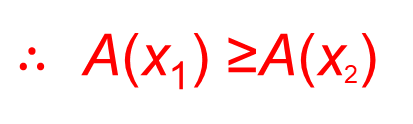 ∴ A(x₁) ≥A(x₂)